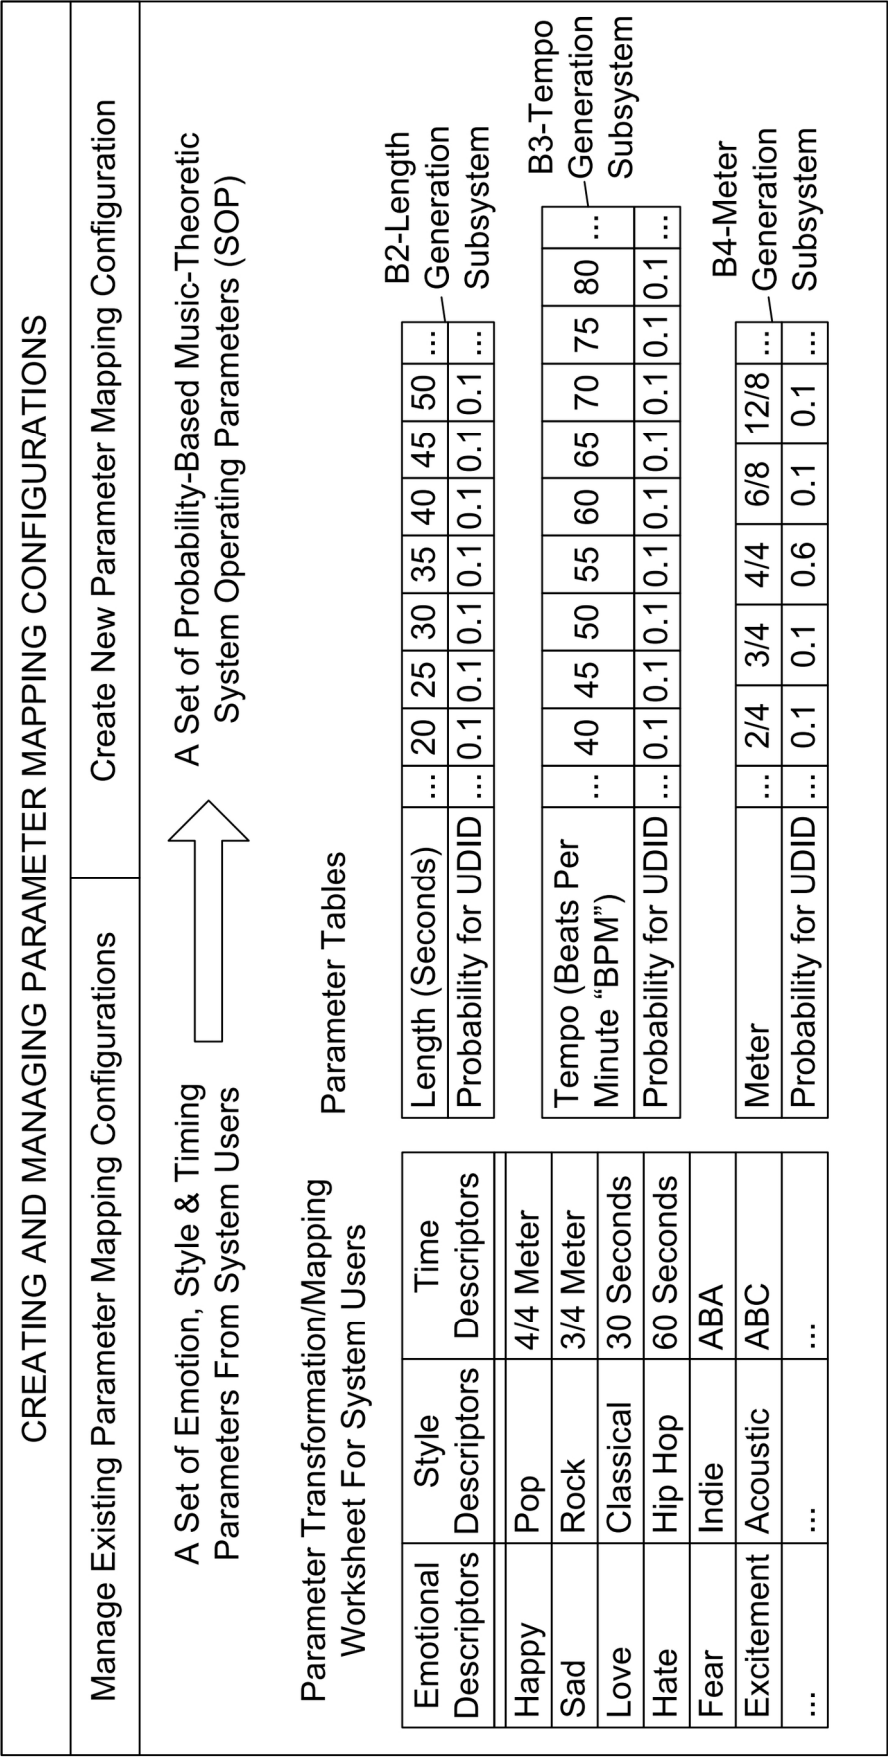 CREATING AND MANAGING PARAMETER MAPPING CONFIGURATIONS
Manage Existing Parameter Mapping Configurations
Create New Parameter Mapping Configuration
A Set of Emotion, Style & Timing
Parameters From System Users
A Set of Probability-Based Music-Theoretic
System Operating Parameters (SOP)
Parameter Transformation/Mapping
Worksheet For System Users
Emotional Descriptors Style Descriptors Time Descriptors
Happy Pop 4/4 Meter
Sad Rock 3/4 Meter
Love Classical 30 Seconds
Hate Hip Hop 60 Seconds
Fear Indie ABA
Excitement Acoustic ABC
... ... ...
Parameter Tables
Length (Seconds) ... 20 25 30 35 40 45 50 ...
Probability for UDID ... 0.1 0.1 0.1 0.1 0.1 0.1 0.1 ...
B2-Length
Generation
Subsystem
Tempo (Beats Per
Minute “BPM”) ... 40 45 50 55 60 65 70 75 80 ...
Probability for UDID ... 0.1 0.1 0.1 0.1 0.1 0.1 0.1 0.1 0.1 ...
B3-Tempo
Generation
Subsystem
Meter ... 2/4 3/4 4/4 6/8 12/8 ...
Probability for UDID ... 0.1 0.1 0.6 0.1 0.1 ...
B4-Meter
Generation
Subsystem